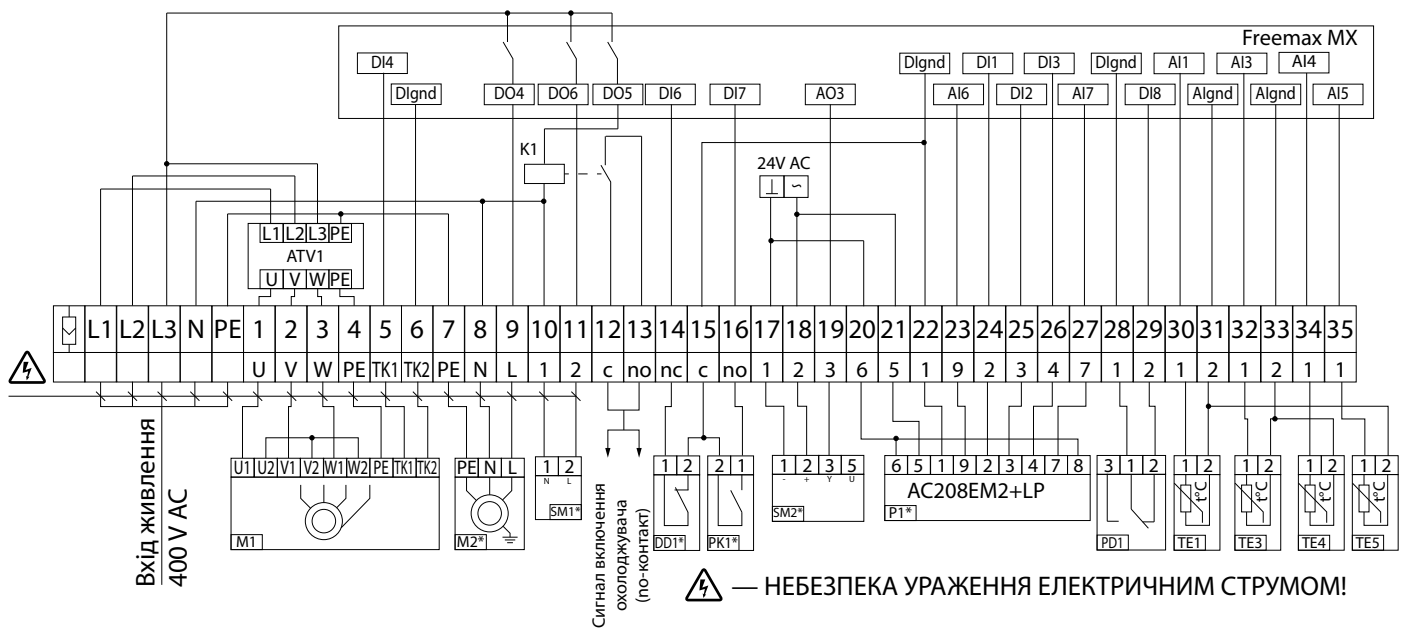 Freemax MX
DI4 DIgnd DI1 DI3 DIgnd AI1 AI3 AI4
DIgnd DO4 DO6 DO5 DI6 DI7 AO3 AI6 DI2 AI7 DI8 AIgnd AIgnd AI5
K1
24V AC
⊥ ~
L1 L2 L3 PE
ATV1
U V W PE
L1 L2 L3 N PE 1 2 3 4 5 6 7 8 9 10 11 12 13 14 15 16 17 18 19 20 21 22 23 24 25 26 27 28 29 30 31 32 33 34 35
U V W PE TK1 TK2 PE N L 1 2 c no nc c no 1 2 3 6 5 1 9 2 3 4 7 1 2 1 2 1 2 1 1
Вхід живлення
400 V AC
U1 U2 V1 V2 W1 W2 PE TK1 TK2
M1
PE N L
M2*
1 2
N L
SM1*
Сигнал включення
охолоджувача
(no-контакт)
1 2
DD1*
2 1
PK1*
1 2 3 5
- + Y U
SM2*
6 5 1 9 2 3 4 7 8
AC208EM2+LP
P1*
3 1 2
PD1
1 2
t°C
TE1
1 2
t°C
TE3
1 2
t°C
TE4
1 2
t°C
TE5
— НЕБЕЗПЕКА УРАЖЕННЯ ЕЛЕКТРИЧНИМ СТРУМОМ!